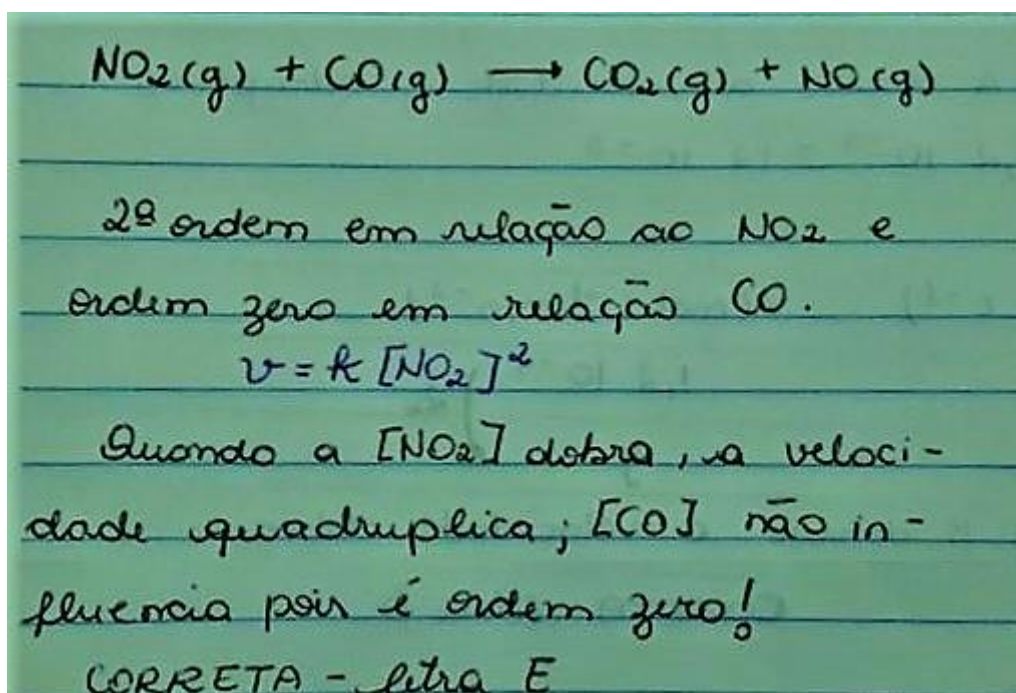 NO₂(g) + CO(g) → CO₂(g) + NO(g)
2ª ordem em relação ao NO₂ e
ordem zero em relação CO.
v = k [NO₂]²
Quando a [NO₂] dobra, a veloci-
dade quadruplica; [CO] não in-
fluencia pois é ordem zero!
CORRETA - letra E